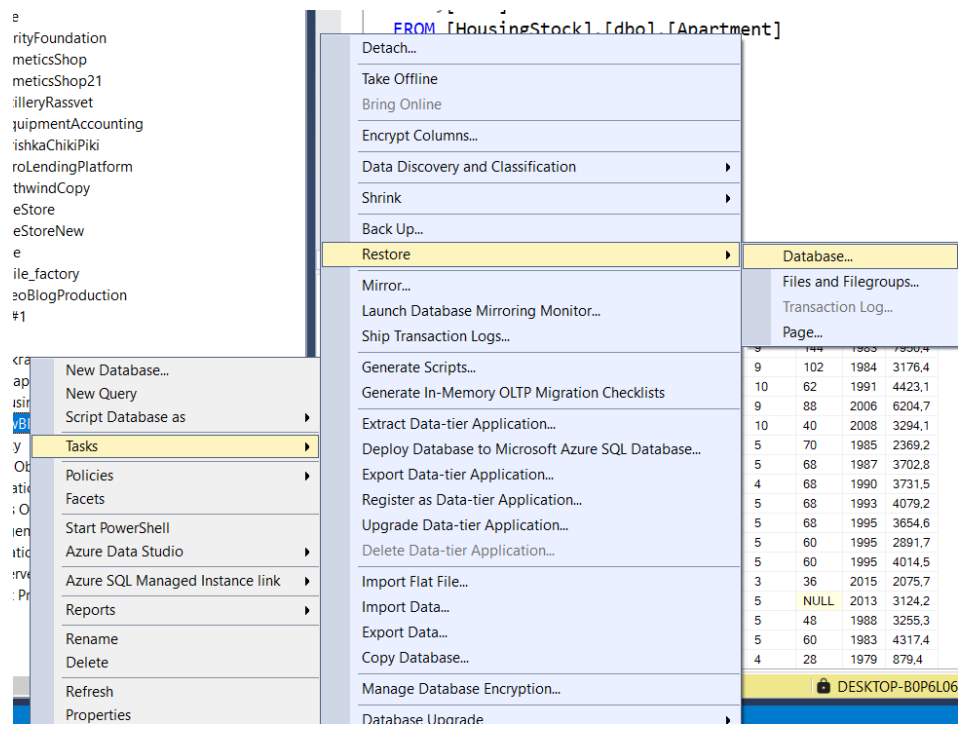 e
rityFoundation
meticsShop
meticsShop21
illeryRassvet
quipmentAccounting
rishkaChikiPiki
roLendingPlatform
thwindCopy
eStore
eStoreNew
e
ile_factory
eoBlogProduction
#1
FROM [HousingStock].[dbo].[Apartment]
Detach...
Take Offline
Bring Online
Encrypt Columns...
Data Discovery and Classification
Shrink
Back Up...
Restore
Mirror...
Launch Database Mirroring Monitor...
Ship Transaction Logs...
Generate Scripts...
Generate In-Memory OLTP Migration Checklists
Extract Data-tier Application...
Deploy Database to Microsoft Azure SQL Database...
Export Data-tier Application...
Register as Data-tier Application...
Upgrade Data-tier Application...
Delete Data-tier Application...
Import Flat File...
Import Data...
Export Data...
Copy Database...
Manage Database Encryption...
Database Upgrade
Database...
Files and Filegroups...
Transaction Log...
Page...
New Database...
New Query
Script Database as
Tasks
Policies
Facets
Start PowerShell
Azure Data Studio
Azure SQL Managed Instance link
Reports
Rename
Delete
Refresh
Properties
9 144 1983 7950,4
9 102 1984 3176,4
10 62 1991 4423,1
9 88 2006 6204,7
10 40 2008 3294,1
5 70 1985 2369,2
5 68 1987 3702,8
4 68 1990 3731,5
5 68 1993 4079,2
5 68 1995 3654,6
5 60 1995 2891,7
5 60 1995 4014,5
3 36 2015 2075,7
5 NULL 2013 3124,2
5 48 1988 3255,3
5 60 1983 4317,4
4 28 1979 879,4
DESKTOP-B0P6L06